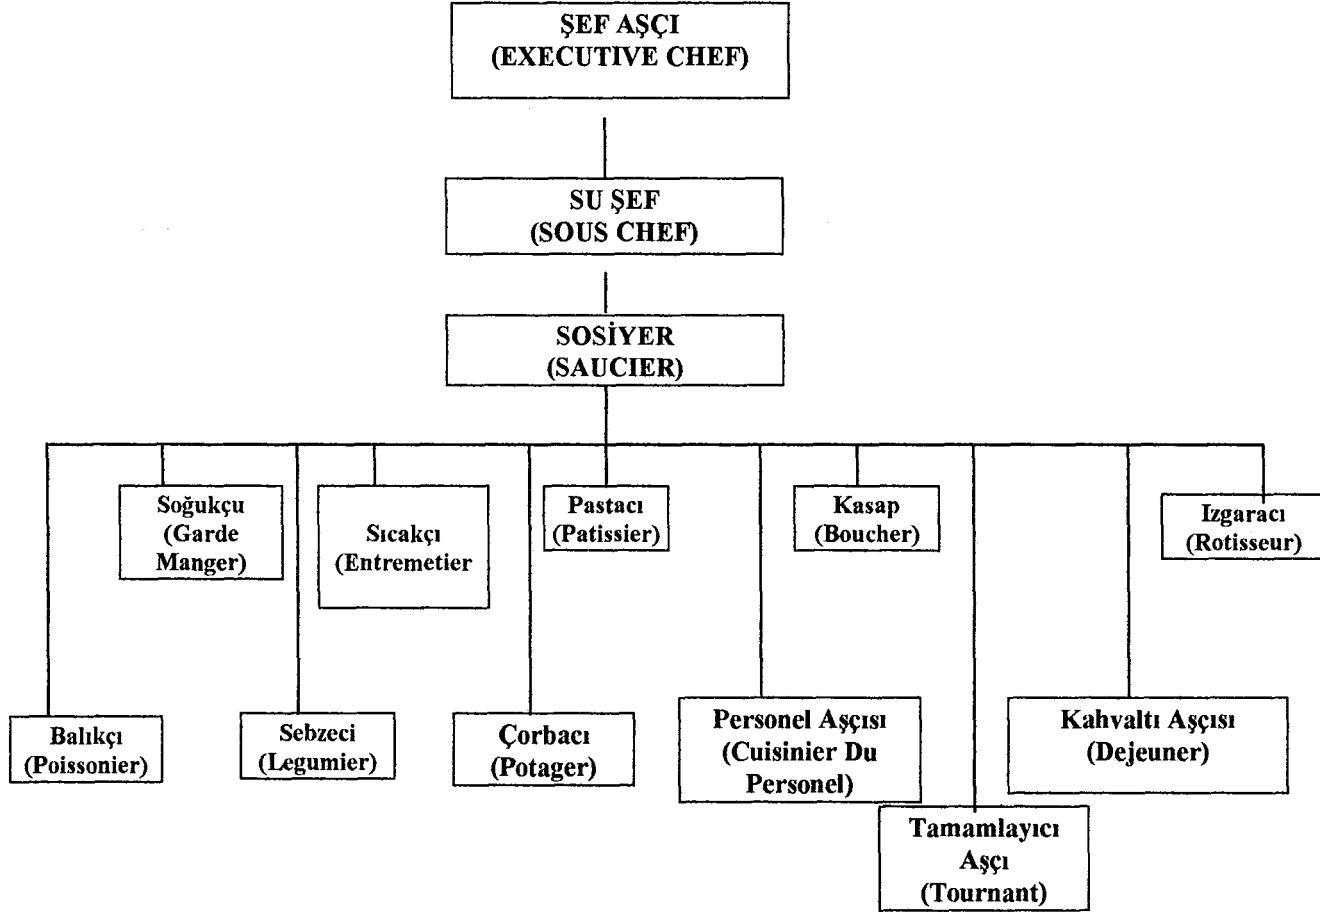 ŞEF AŞÇI
(EXECUTIVE CHEF)
SU ŞEF
(SOUS CHEF)
SOSİYER
(SAUCIER)
Soğukçu
(Garde
Manger)
Sıcakçı
(Entremetier
Pastacı
(Patissier)
Kasap
(Boucher)
Izgaracı
(Rotisseur)
Balıkçı
(Poissonier)
Sebzeci
(Legumier)
Çorbacı
(Potager)
Personel Aşçısı
(Cuisinier Du
Personel)
Kahvaltı Aşçısı
(Dejeuner)
Tamamlayıcı
Aşçı
(Tournant)